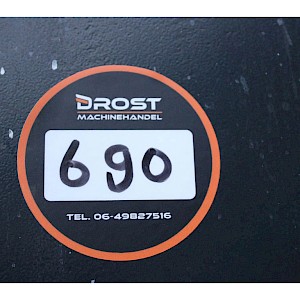 DROST
MACHINEHANDEL
690
TEL. 06-49827516